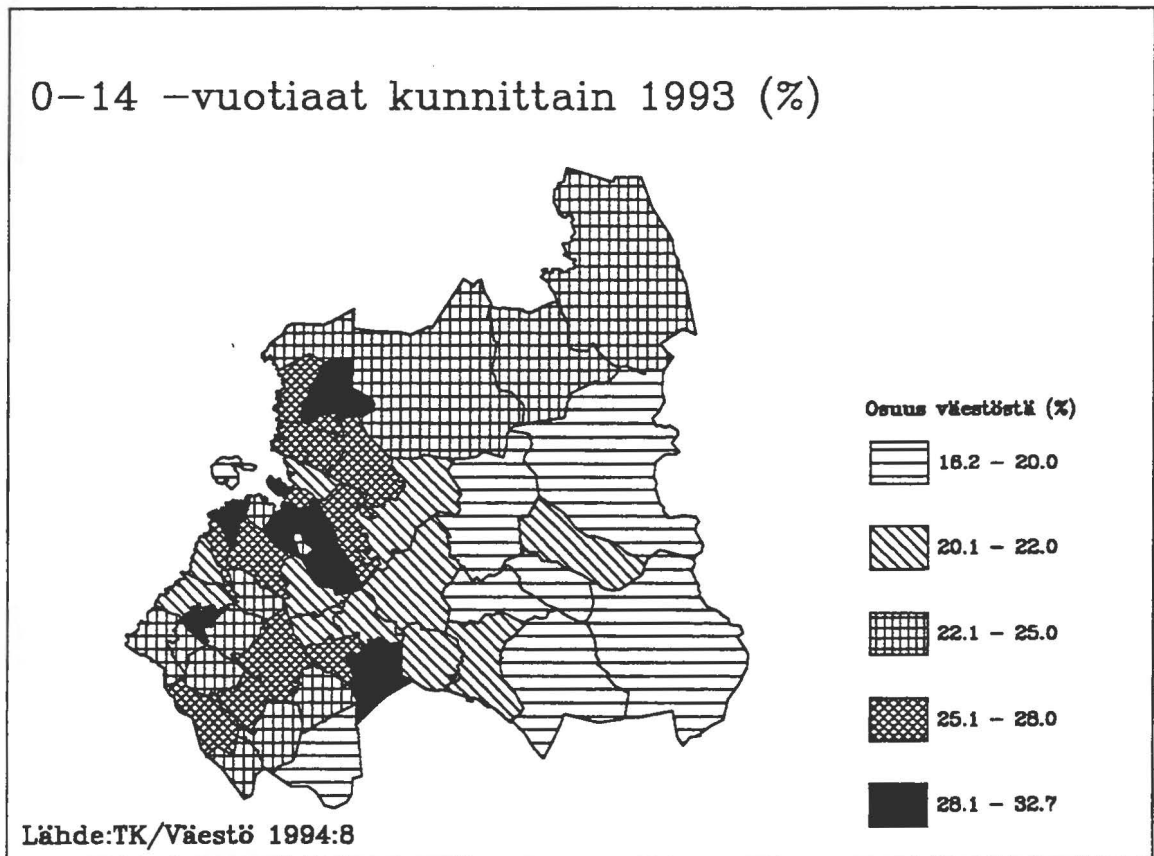 0-14 -vuotiaat kunnittain 1993 (%)
Osuus väestöstä (%)
16.2 - 20.0
20.1 - 22.0
22.1 - 25.0
25.1 - 28.0
28.1 - 32.7
Lähde:TK/Väestö 1994:8